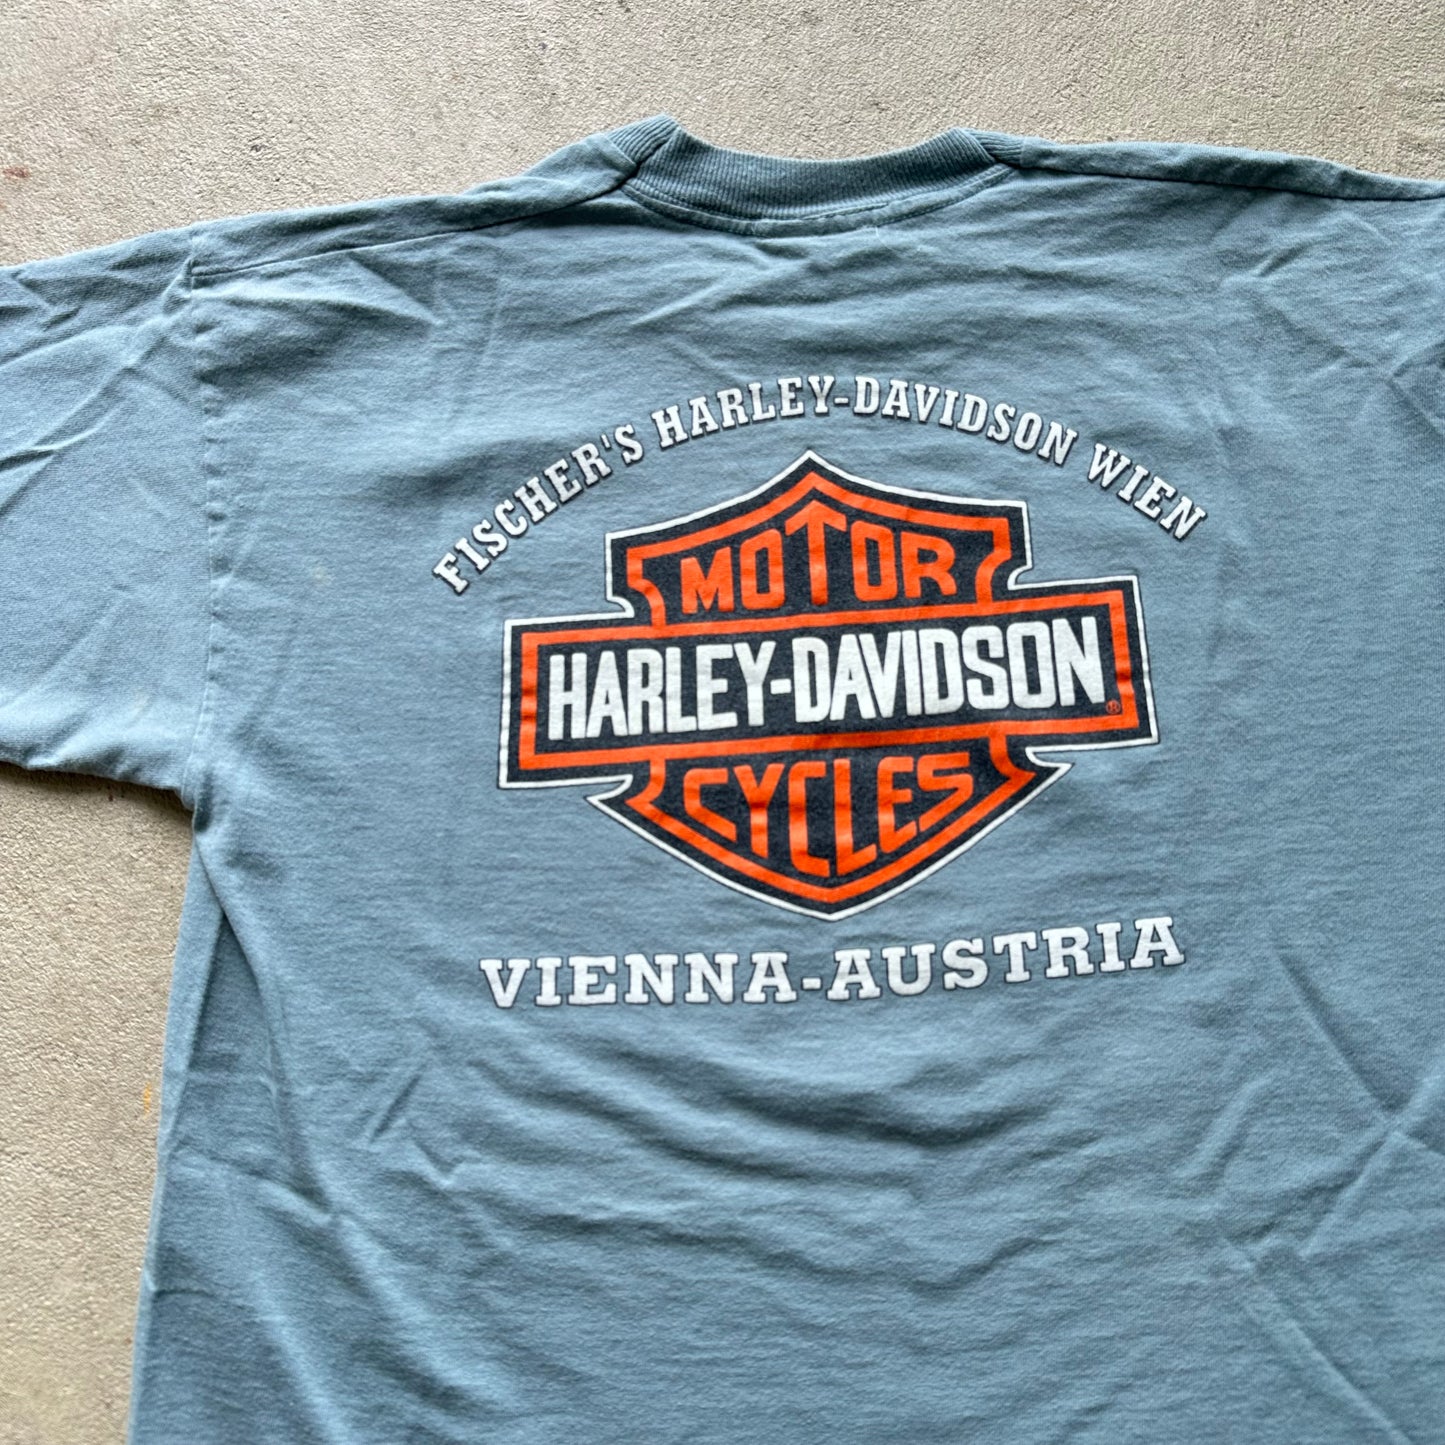 FISCHER'S HARLEY-DAVIDSON WIEN
MOTOR
HARLEY-DAVIDSON®
CYCLES
VIENNA-AUSTRIA